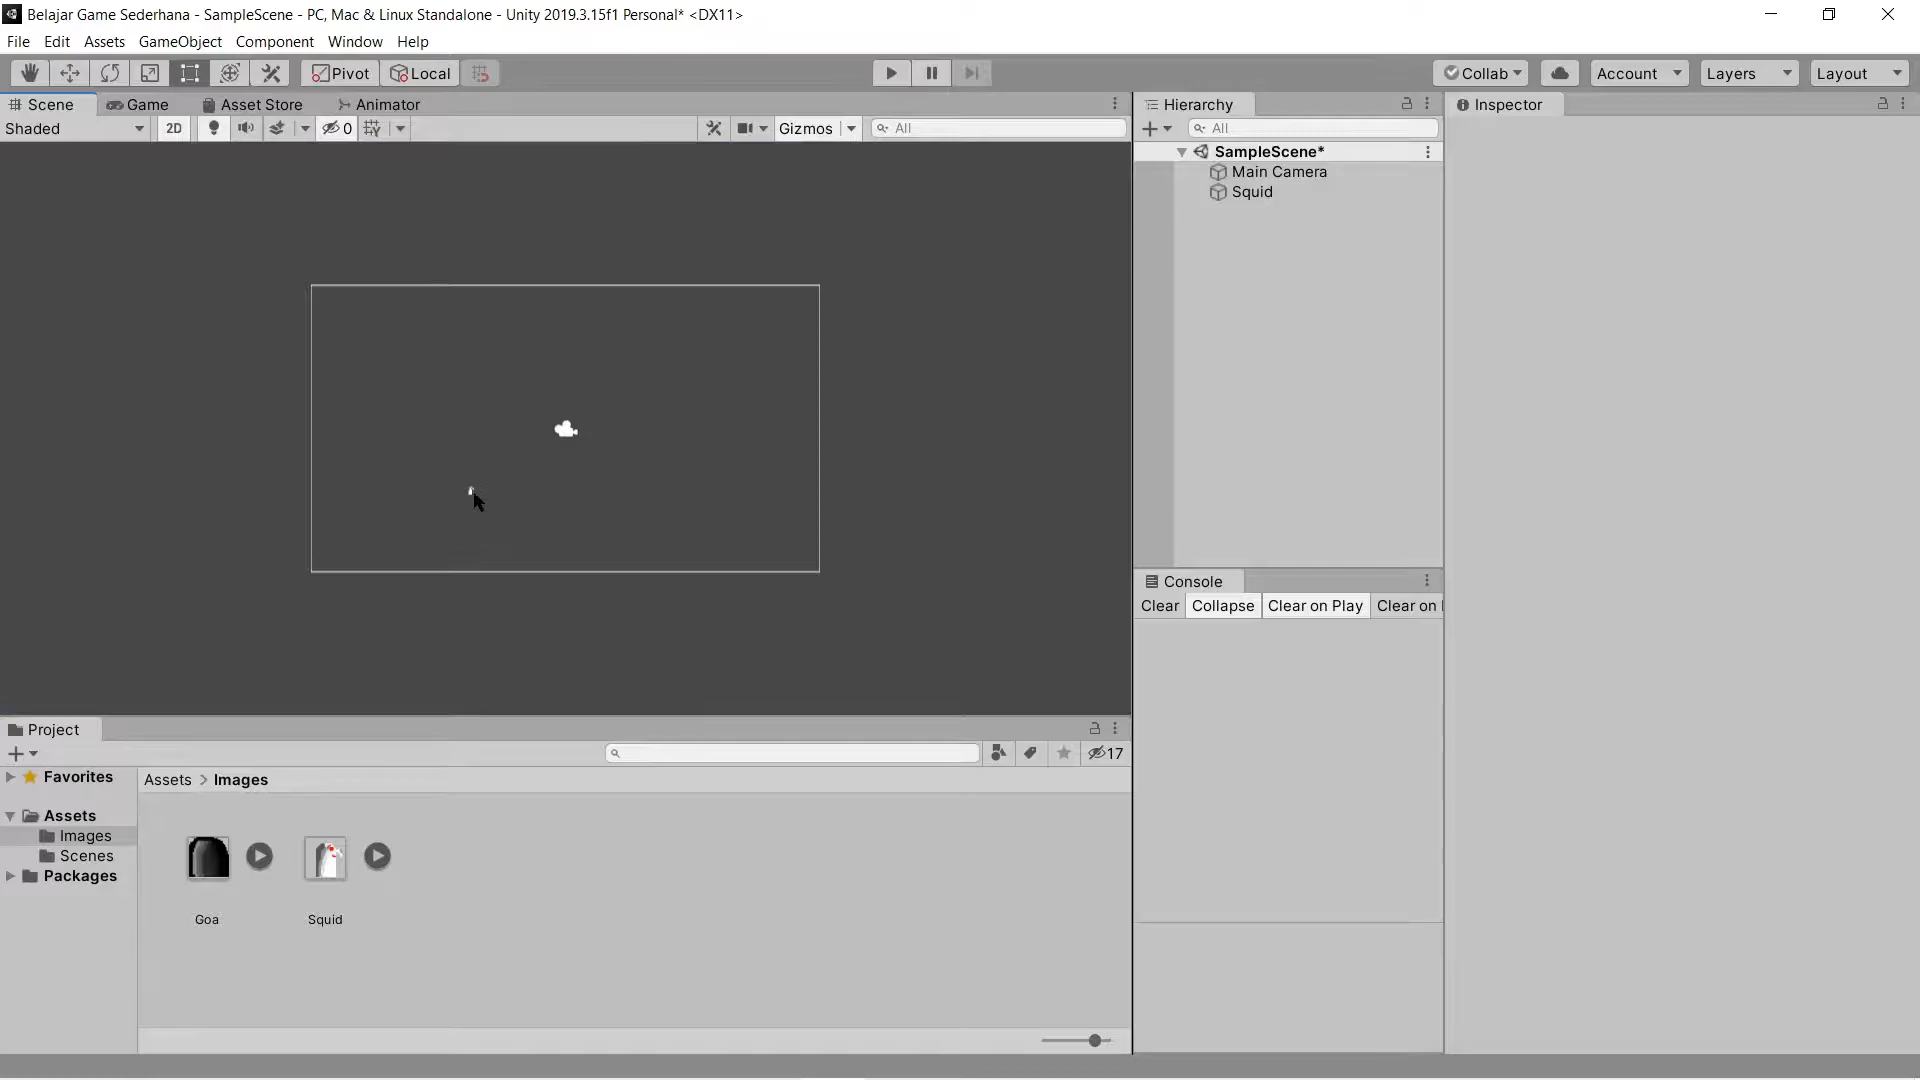 Belajar Game Sederhana - SampleScene - PC, Mac & Linux Standalone - Unity 2019.3.15f1 Personal* <DX11>
File Edit Assets GameObject Component Window Help
Pivot Local Collab Account Layers Layout
Scene Game Asset Store Animator
Shaded 2D 0 Gizmos All
Hierarchy
All
SampleScene*
Main Camera
Squid
Inspector
Console
Clear Collapse Clear on Play Clear on
Project
17
Favorites
Assets
Images
Scenes
Packages
Assets > Images
Goa
Squid